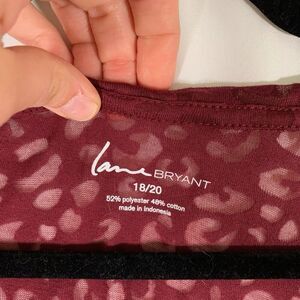 Lane BRYANT
18/20
52% polyester 48% cotton
made in Indonesia